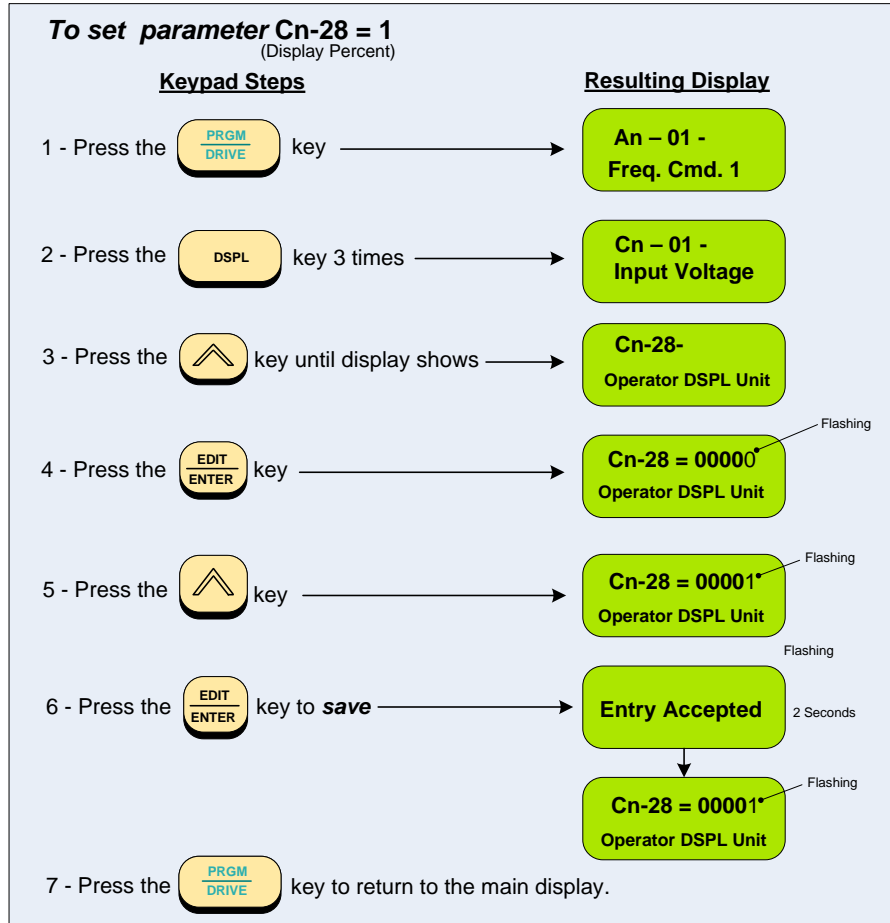 To set parameter Cn-28 = 1
(Display Percent)
Keypad Steps
Resulting Display
1 - Press the PRGM DRIVE key
An – 01 -
Freq. Cmd. 1
2 - Press the DSPL key 3 times
Cn – 01 -
Input Voltage
3 - Press the key until display shows
Cn-28-
Operator DSPL Unit
Flashing
4 - Press the EDIT ENTER key
Cn-28 = 00000
Operator DSPL Unit
Flashing
5 - Press the key
Cn-28 = 00001
Operator DSPL Unit
Flashing
6 - Press the EDIT ENTER key to save
Entry Accepted
2 Seconds
Flashing
Cn-28 = 00001
Operator DSPL Unit
7 - Press the PRGM DRIVE key to return to the main display.